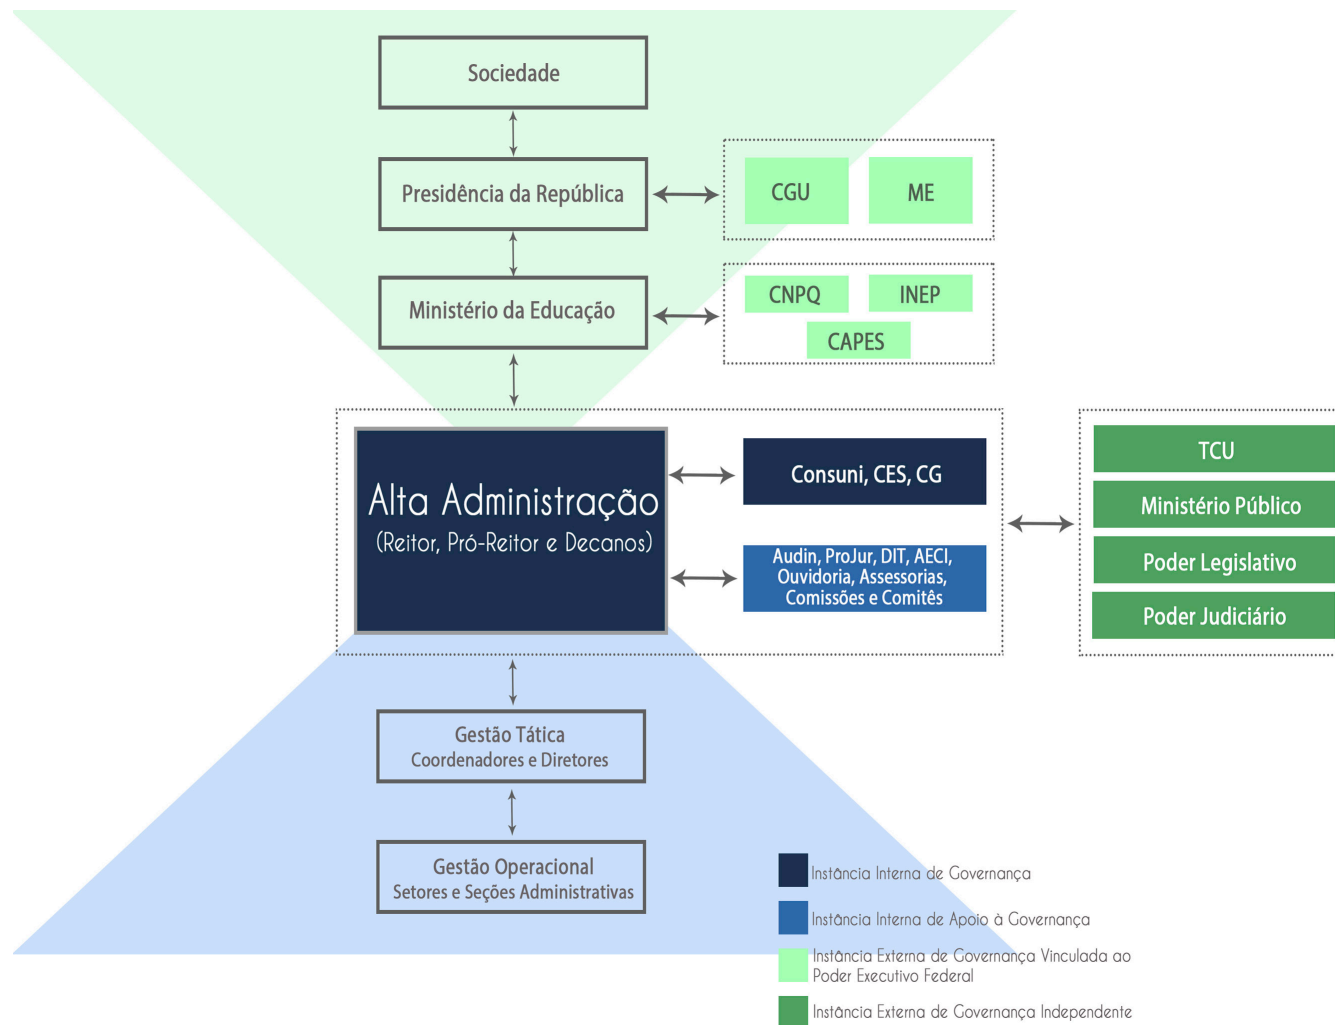 Sociedade
Presidência da República
CGU
ME
Ministério da Educação
CNPQ
INEP
CAPES
Alta Administração
(Reitor, Pró-Reitor e Decanos)
Consuni, CES, CG
Audin, ProJur, DIT, AECI,
Ouvidoria, Assessorias,
Comissões e Comitês
TCU
Ministério Público
Poder Legislativo
Poder Judiciário
Gestão Tática
Coordenadores e Diretores
Gestão Operacional
Setores e Seções Administrativas
Instância Interna de Governança
Instância Interna de Apoio à Governança
Instância Externa de Governança Vinculada ao
Poder Executivo Federal
Instância Externa de Governança Independente